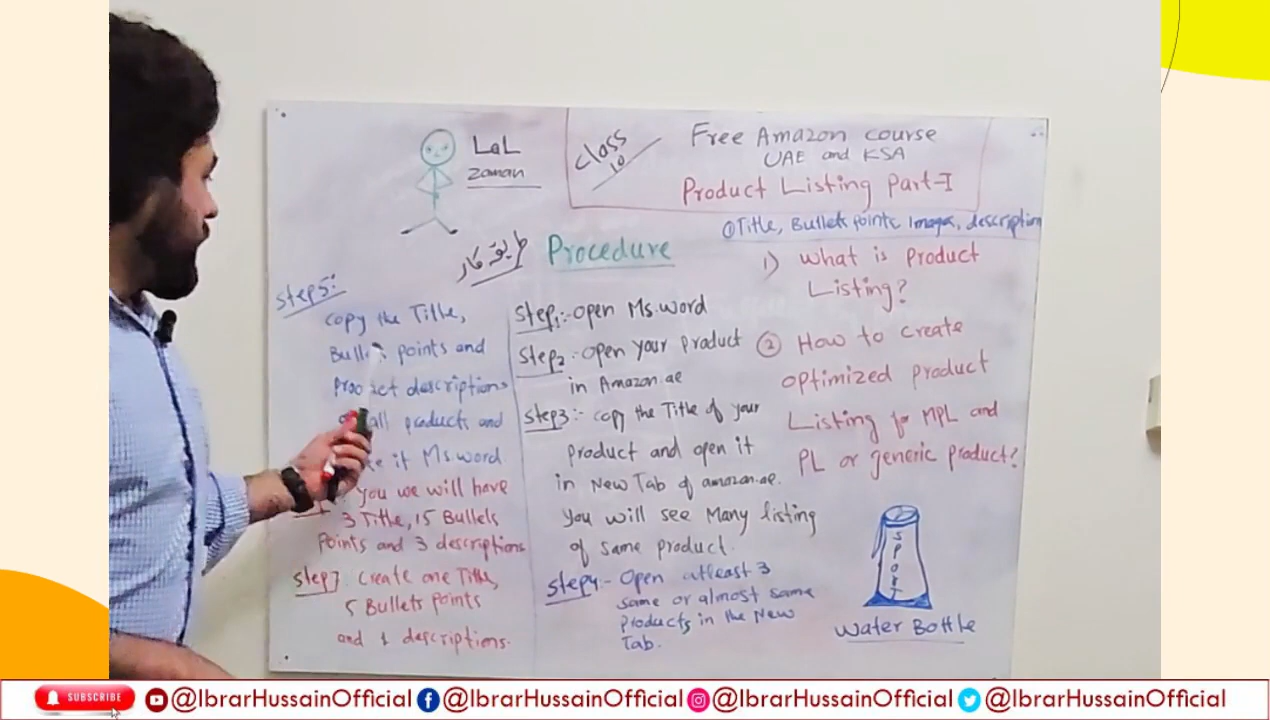 LaL
Zaman
Class
10
Free Amazon course
UAE and KSA
Product Listing Part-I
①Title, Bullets points, Images, description
طریقہ کار
Procedure
1) What is Product
Listing?
② How to create
optimized product
Listing for MPL and
PL or generic product?
Step1:- Open Ms.word
Step2:- Open your product
in Amazon.ae
Step3:- Copy the Title of your
product and open it
in New Tab of amazon.ae.
You will see Many listing
of same product.
Step4:- Open atleast 3
same or almost same
products in the New
Tab.
Step5:
Copy the Title,
Bullets points and
Product descriptions
all products and
it Ms.word.
you we will have
3 Title, 15 Bullets
Points and 3 descriptions
Step7: Create one Title,
5 Bullets Points
and 1 descriptions.
SPORT
Water Bottle
SUBSCRIBE
@IbrarHussainOfficial
@IbrarHussainOfficial
@IbrarHussainOfficial
@IbrarHussainOfficial